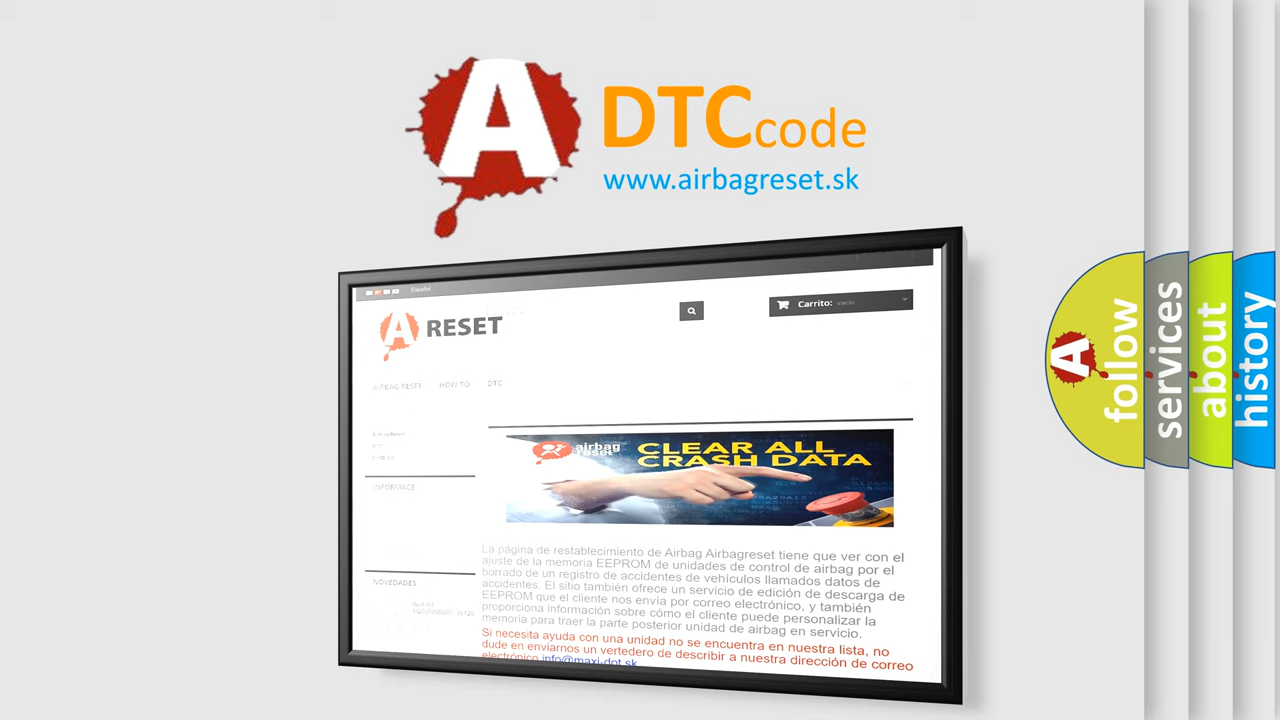 A DTCcode
www.airbagreset.sk
Español
A RESET
Carrito: vacío
AIRBAG RESET HOW TO DTC
INFORMACE
NOVEDADES
airbag
reset
CLEAR ALL
CRASH DATA
La página de restablecimiento de Airbag Airbagreset tiene que ver con el
ajuste de la memoria EEPROM de unidades de control de airbag por el
borrado de un registro de accidentes de vehículos llamados datos de
accidentes. El sitio también ofrece un servicio de edición de descarga de
EEPROM que el cliente nos envía por correo electrónico, y también
proporciona información sobre cómo el cliente puede personalizar la
memoria para traer la parte posterior unidad de airbag en servicio.
Si necesita ayuda con una unidad no se encuentra en nuestra lista, no
dude en enviarnos un vertedero de describir a nuestra dirección de correo
electrónico info@maxi-dot.sk
A follow
services
about
history